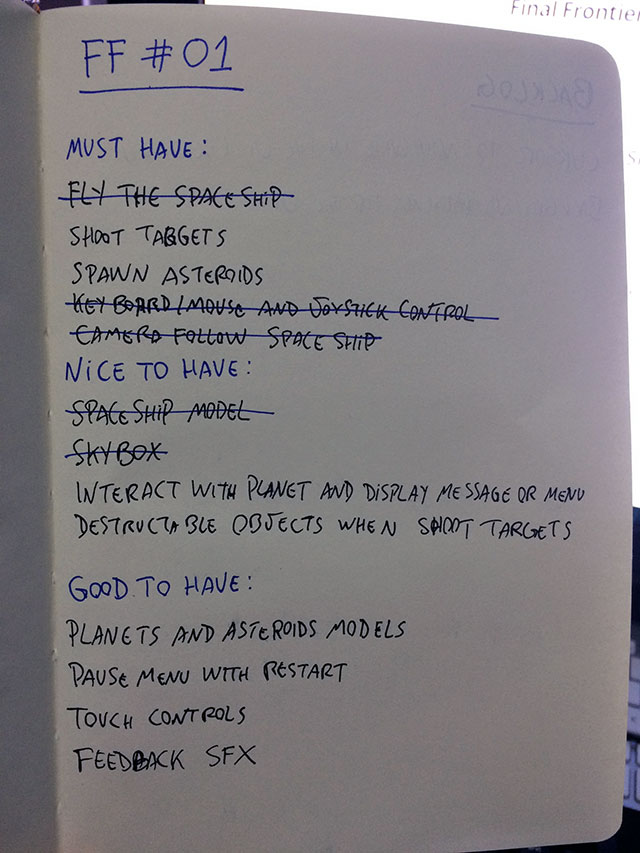 Final Frontier
FF #01
BACKLOG
MUST HAVE:
FLY THE SPACE SHIP
SHOOT TARGETS
SPAWN ASTEROIDS
KEYBOARD/MOUSE AND JOYSTICK CONTROL
CAMERA FOLLOW SPACE SHIP
NICE TO HAVE:
SPACE SHIP MODEL
SKYBOX
INTERACT WITH PLANET AND DISPLAY MESSAGE OR MENU
DESTRUCTABLE OBJECTS WHEN SHOOT TARGETS
GOOD TO HAVE:
PLANETS AND ASTEROIDS MODELS
PAUSE MENU WITH RESTART
TOUCH CONTROLS
FEEDBACK SFX